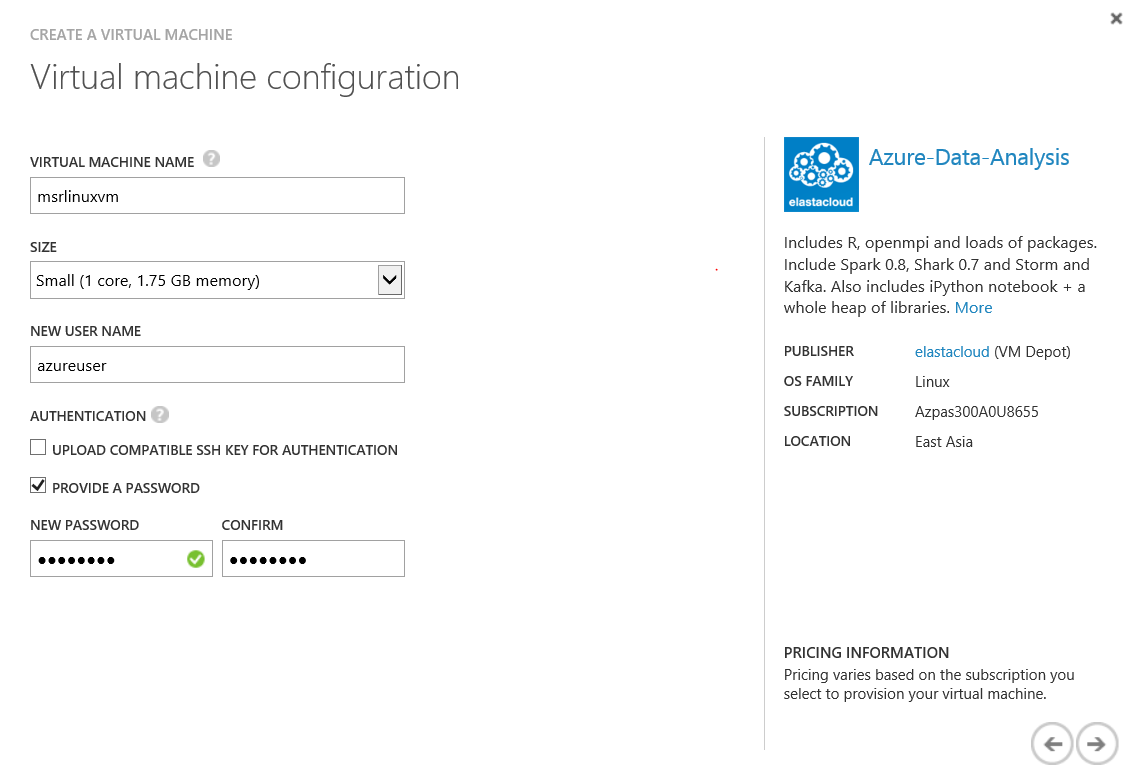 CREATE A VIRTUAL MACHINE
Virtual machine configuration
VIRTUAL MACHINE NAME ?
msrlinuxvm
SIZE
Small (1 core, 1.75 GB memory)
NEW USER NAME
azureuser
AUTHENTICATION ?
UPLOAD COMPATIBLE SSH KEY FOR AUTHENTICATION
PROVIDE A PASSWORD
NEW PASSWORD CONFIRM
●●●●●●●● ●●●●●●●●
elastacloud
Azure-Data-Analysis
Includes R, openmpi and loads of packages.
Include Spark 0.8, Shark 0.7 and Storm and
Kafka. Also includes iPython notebook + a
whole heap of libraries. More
PUBLISHER elastacloud (VM Depot)
OS FAMILY Linux
SUBSCRIPTION Azpas300A0U8655
LOCATION East Asia
PRICING INFORMATION
Pricing varies based on the subscription you
select to provision your virtual machine.